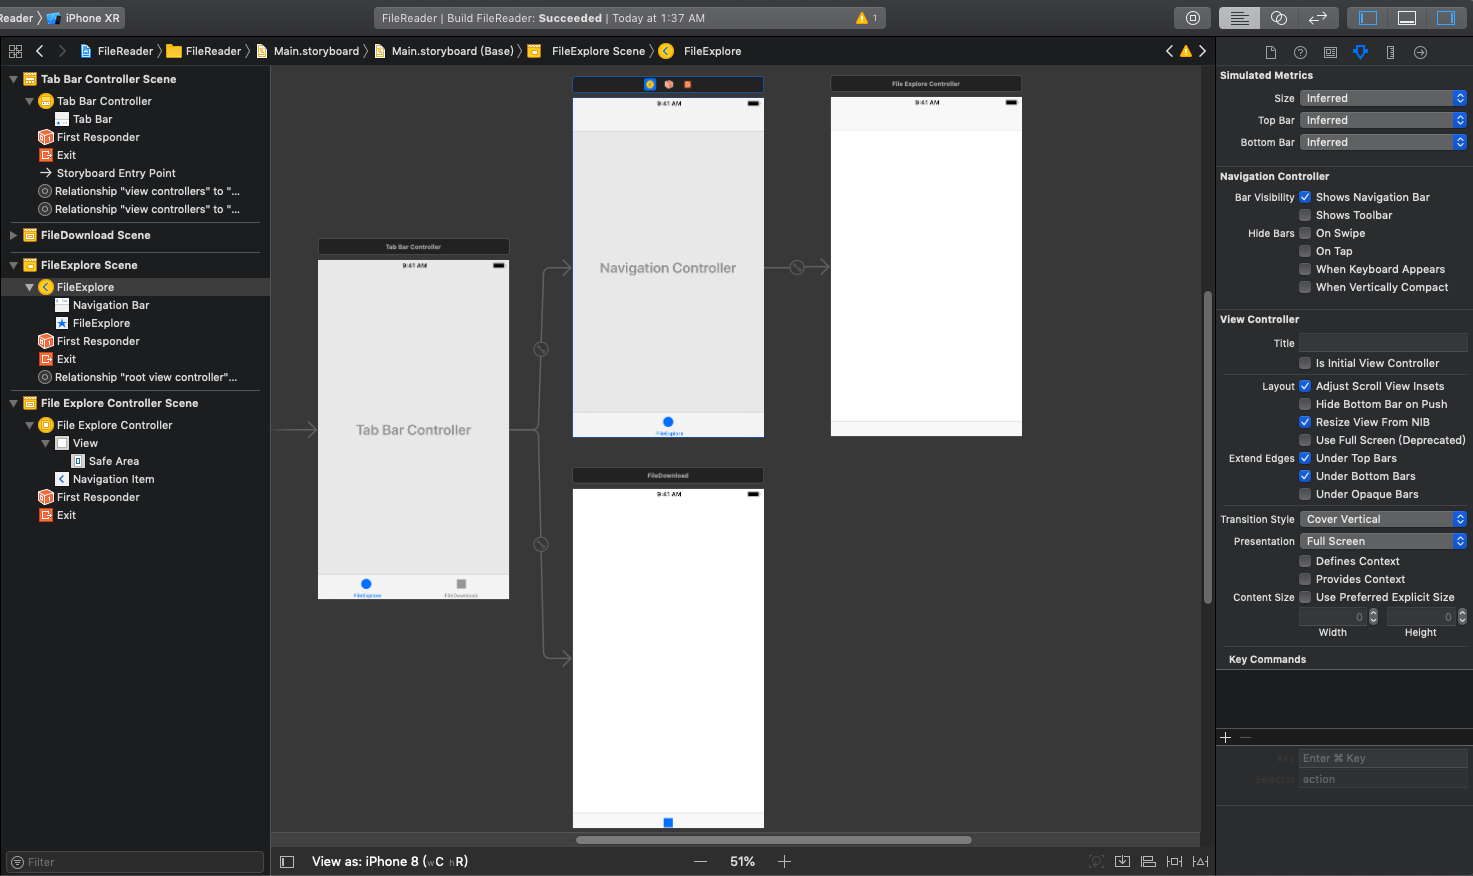 Reader 〉 iPhone XR
FileReader | Build FileReader: Succeeded | Today at 1:37 AM
1
FileReader 〉 FileReader 〉 Main.storyboard 〉 Main.storyboard (Base) 〉 FileExplore Scene 〉 FileExplore
Tab Bar Controller Scene
Tab Bar Controller
Tab Bar
First Responder
Exit
Storyboard Entry Point
Relationship "view controllers" to "...
Relationship "view controllers" to "...
FileDownload Scene
FileExplore Scene
FileExplore
Navigation Bar
FileExplore
First Responder
Exit
Relationship "root view controller"...
File Explore Controller Scene
File Explore Controller
View
Safe Area
Navigation Item
First Responder
Exit
Filter
Tab Bar Controller
9:41 AM
Tab Bar Controller
FileExplore
FileDownload
9:41 AM
Navigation Controller
FileExplore
File Explore Controller
9:41 AM
FileDownload
9:41 AM
View as: iPhone 8 (wC hR)
51%
Simulated Metrics
Size Inferred
Top Bar Inferred
Bottom Bar Inferred
Navigation Controller
Bar Visibility Shows Navigation Bar
Shows Toolbar
Hide Bars On Swipe
On Tap
When Keyboard Appears
When Vertically Compact
View Controller
Title
Is Initial View Controller
Layout Adjust Scroll View Insets
Hide Bottom Bar on Push
Resize View From NIB
Use Full Screen (Deprecated)
Extend Edges Under Top Bars
Under Bottom Bars
Under Opaque Bars
Transition Style Cover Vertical
Presentation Full Screen
Defines Context
Provides Context
Content Size Use Preferred Explicit Size
0 0
Width Height
Key Commands
Key Enter ⌘ Key
Selector action